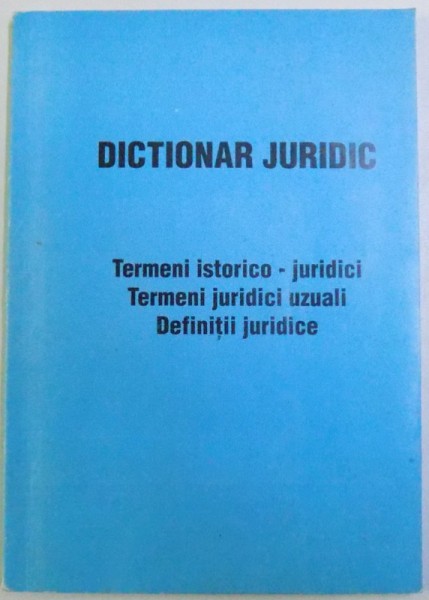 DICTIONAR JURIDIC
Termeni istorico - juridici
Termeni juridici uzuali
Definiții juridice